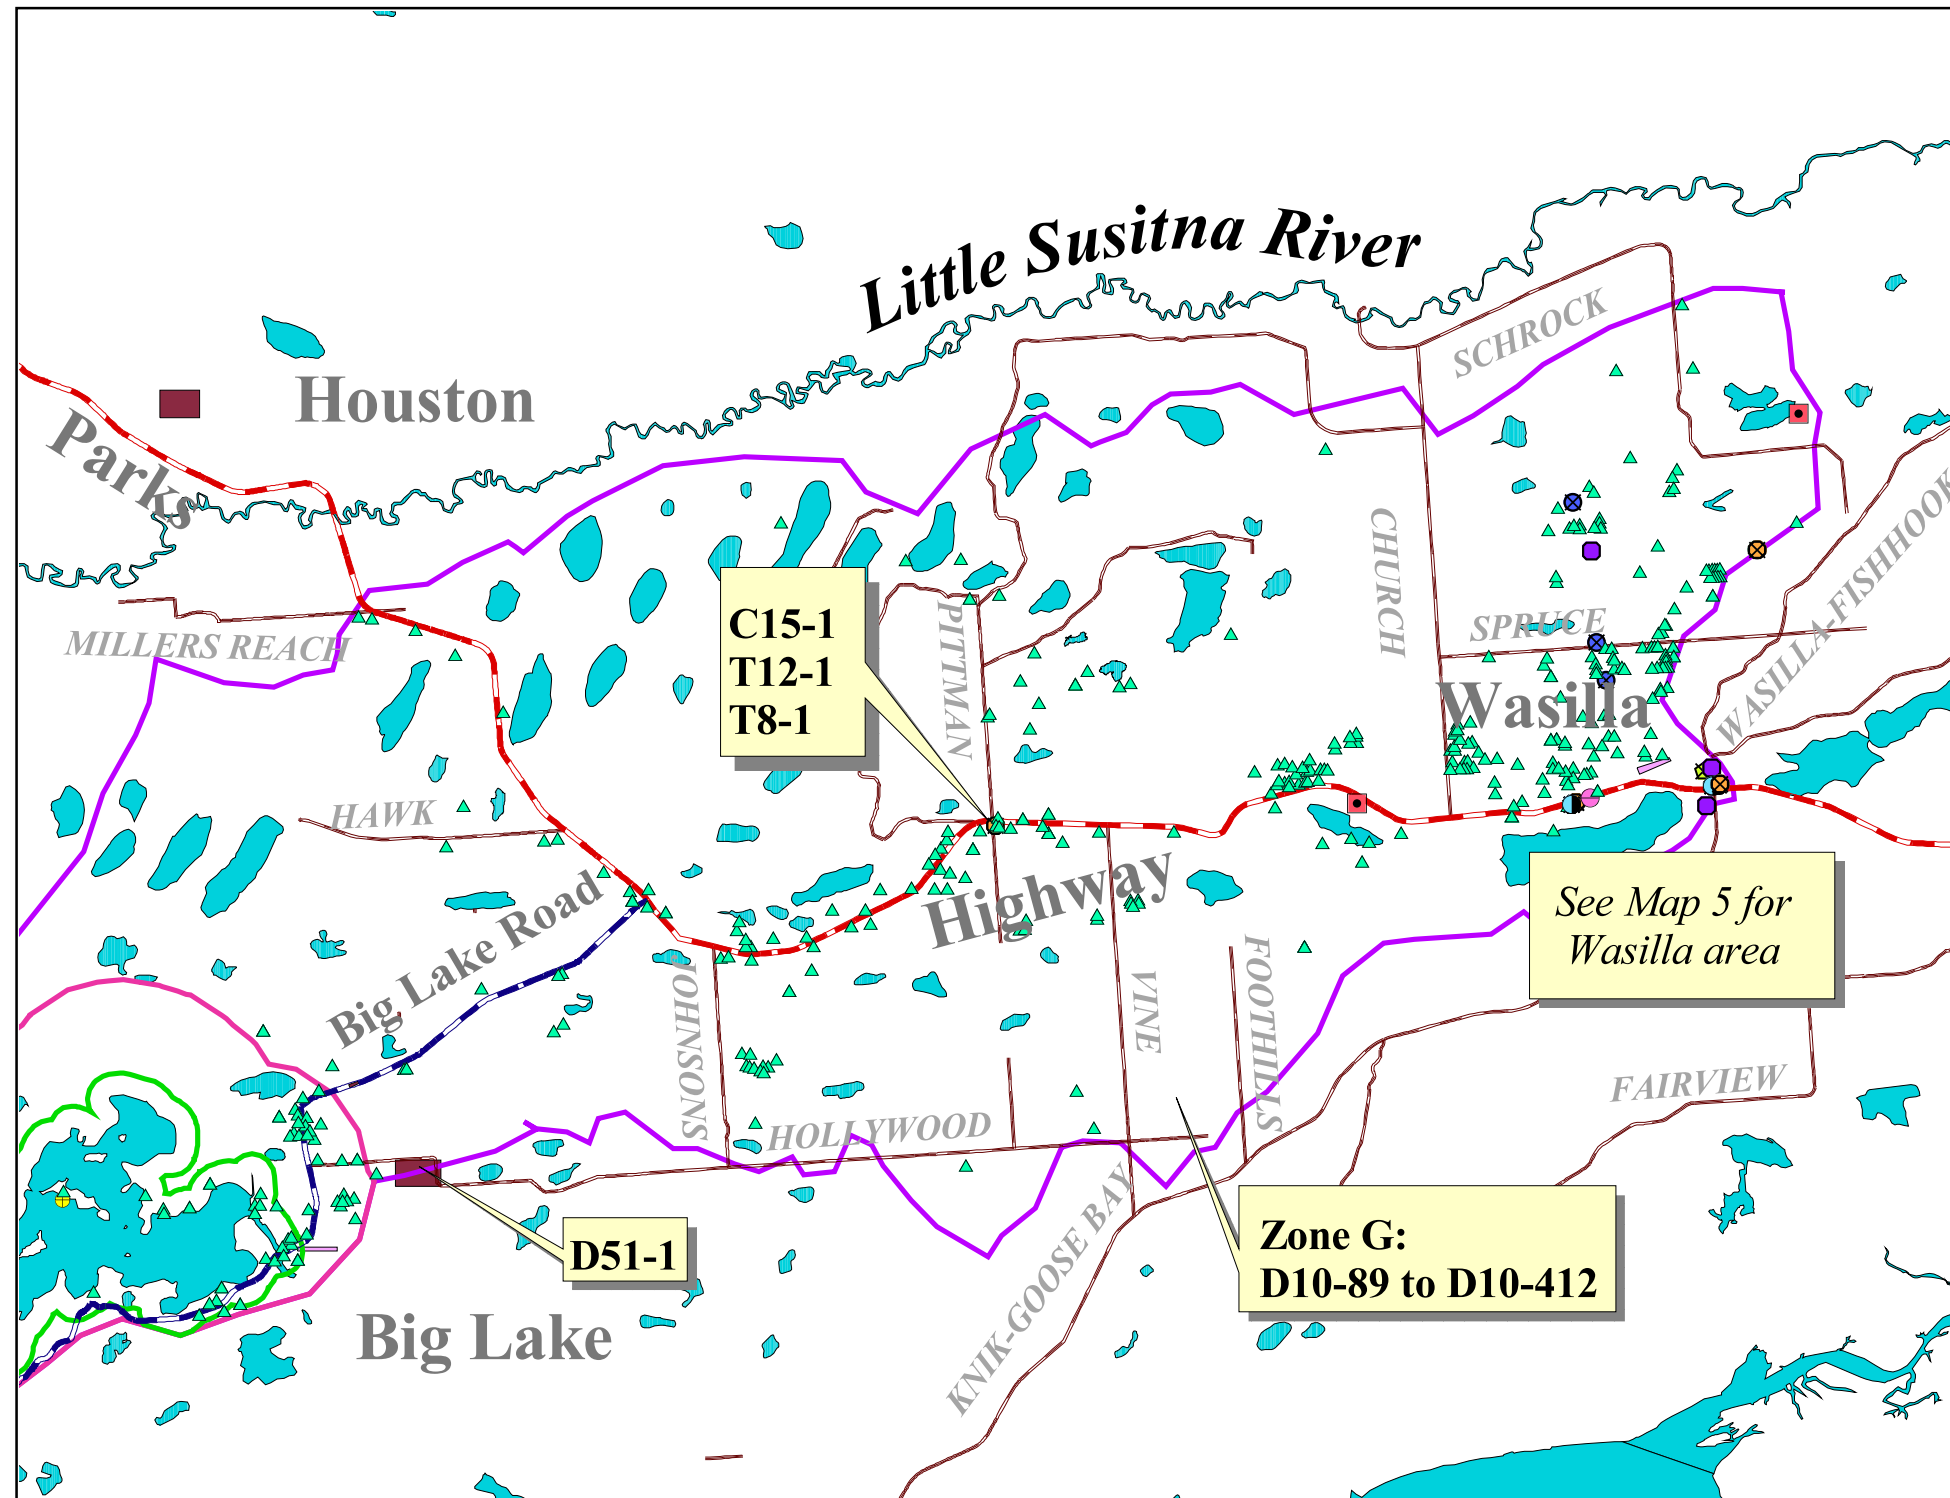 Little Susitna River
SCHROCK
Houston
Parks
WASILLA-FISHHOOK
CHURCH
MILLERS REACH
C15-1
T12-1
T8-1
PITTMAN
SPRUCE
Wasilla
HAWK
Highway
Big Lake Road
See Map 5 for
Wasilla area
JOHNSONS
VINE
FOOTHILLS
FAIRVIEW
HOLLYWOOD
KNIK-GOOSE BAY
D51-1
Zone G:
D10-89 to D10-412
Big Lake